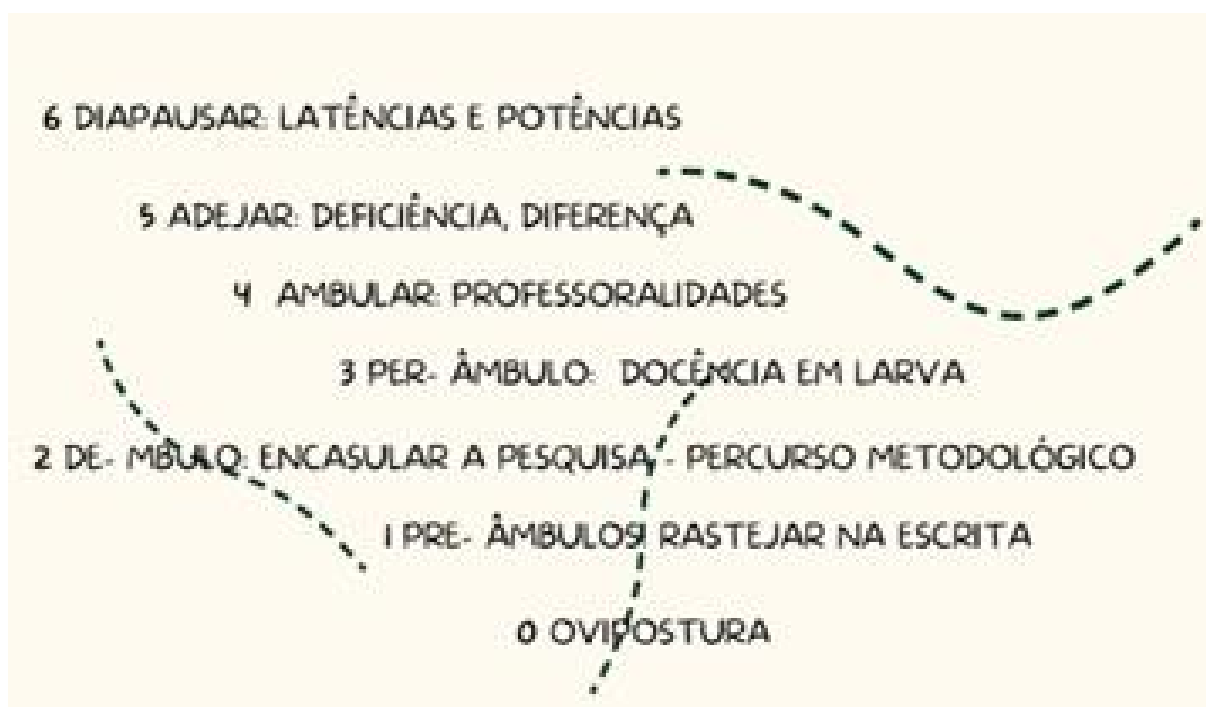 6 DIAPAUSAR: LATÊNCIAS E POTÊNCIAS
5 ADEJAR: DEFICIÊNCIA, DIFERENÇA
4 AMBULAR: PROFESSORALIDADES
3 PER- ÂMBULO: DOCÊNCIA EM LARVA
2 DE- MBULO: ENCASULAR A PESQUISA - PERCURSO METODOLÓGICO
1 PRE- ÂMBULOS: RASTEJAR NA ESCRITA
0 OVIPOSTURA